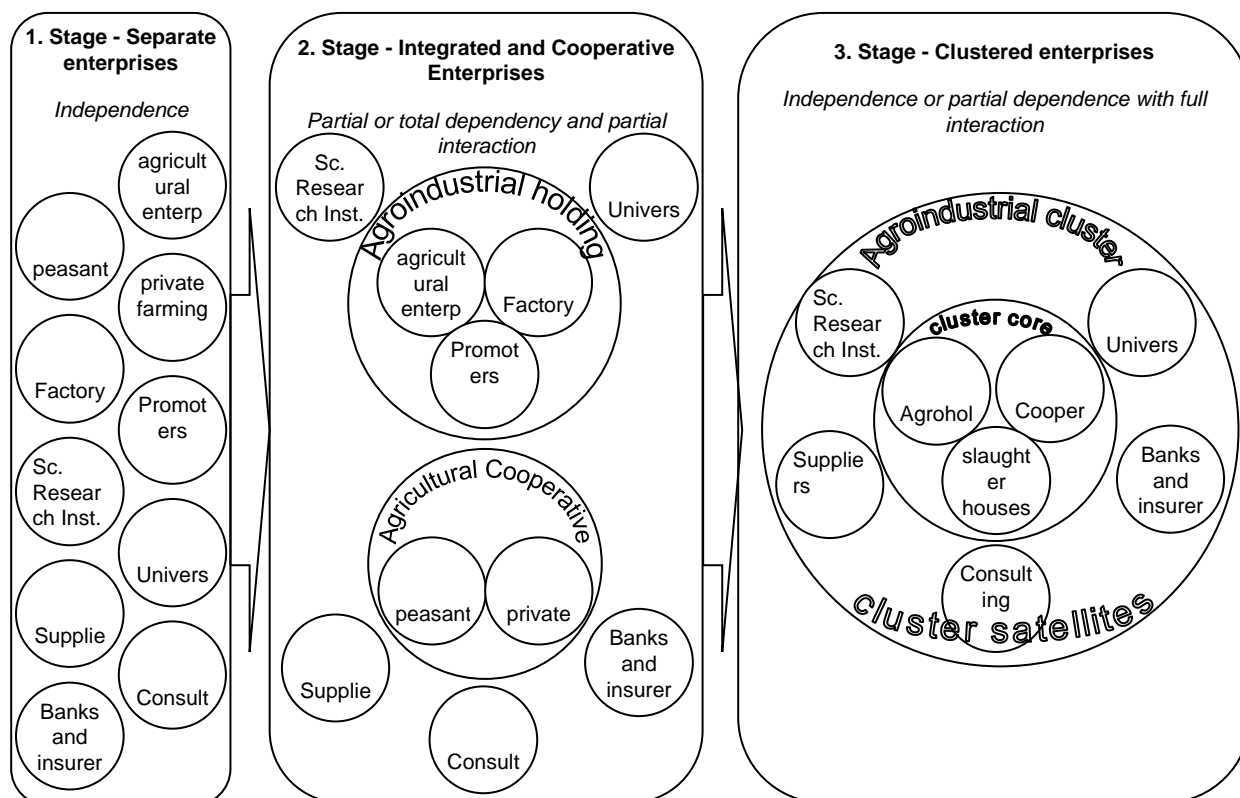 1. Stage - Separate
enterprises
Independence
agricult
ural
enterp
peasant
private
farming
Factory
Promot
ers
Sc.
Resear
ch Inst.
Univers
Supplie
Consult
Banks
and
insurer
2. Stage - Integrated and Cooperative
Enterprises
Partial or total dependency and partial
interaction
Sc.
Resear
ch Inst.
Univers
Agroindustrial holding
agricult
ural
enterp
Factory
Promot
ers
Agricultural Cooperative
peasant
private
Supplie
Banks
and
insurer
Consult
3. Stage - Clustered enterprises
Independence or partial dependence with full
interaction
Agroindustrial cluster
Sc.
Resear
ch Inst.
Univers
cluster core
Agrohol
Cooper
slaught
er
houses
Supplie
rs
Banks
and
insurer
Consult
ing
cluster satellites